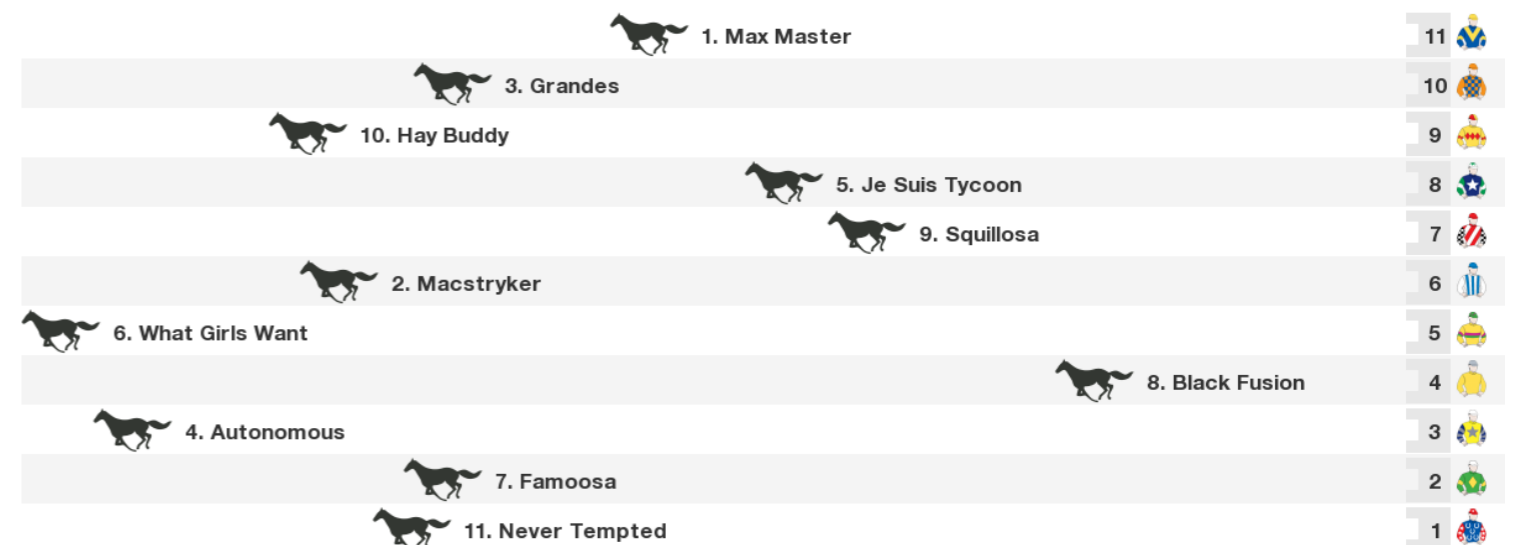 1. Max Master 11
3. Grandes 10
10. Hay Buddy 9
5. Je Suis Tycoon 8
9. Squillosa 7
2. Macstryker 6
6. What Girls Want 5
8. Black Fusion 4
4. Autonomous 3
7. Famoosa 2
11. Never Tempted 1